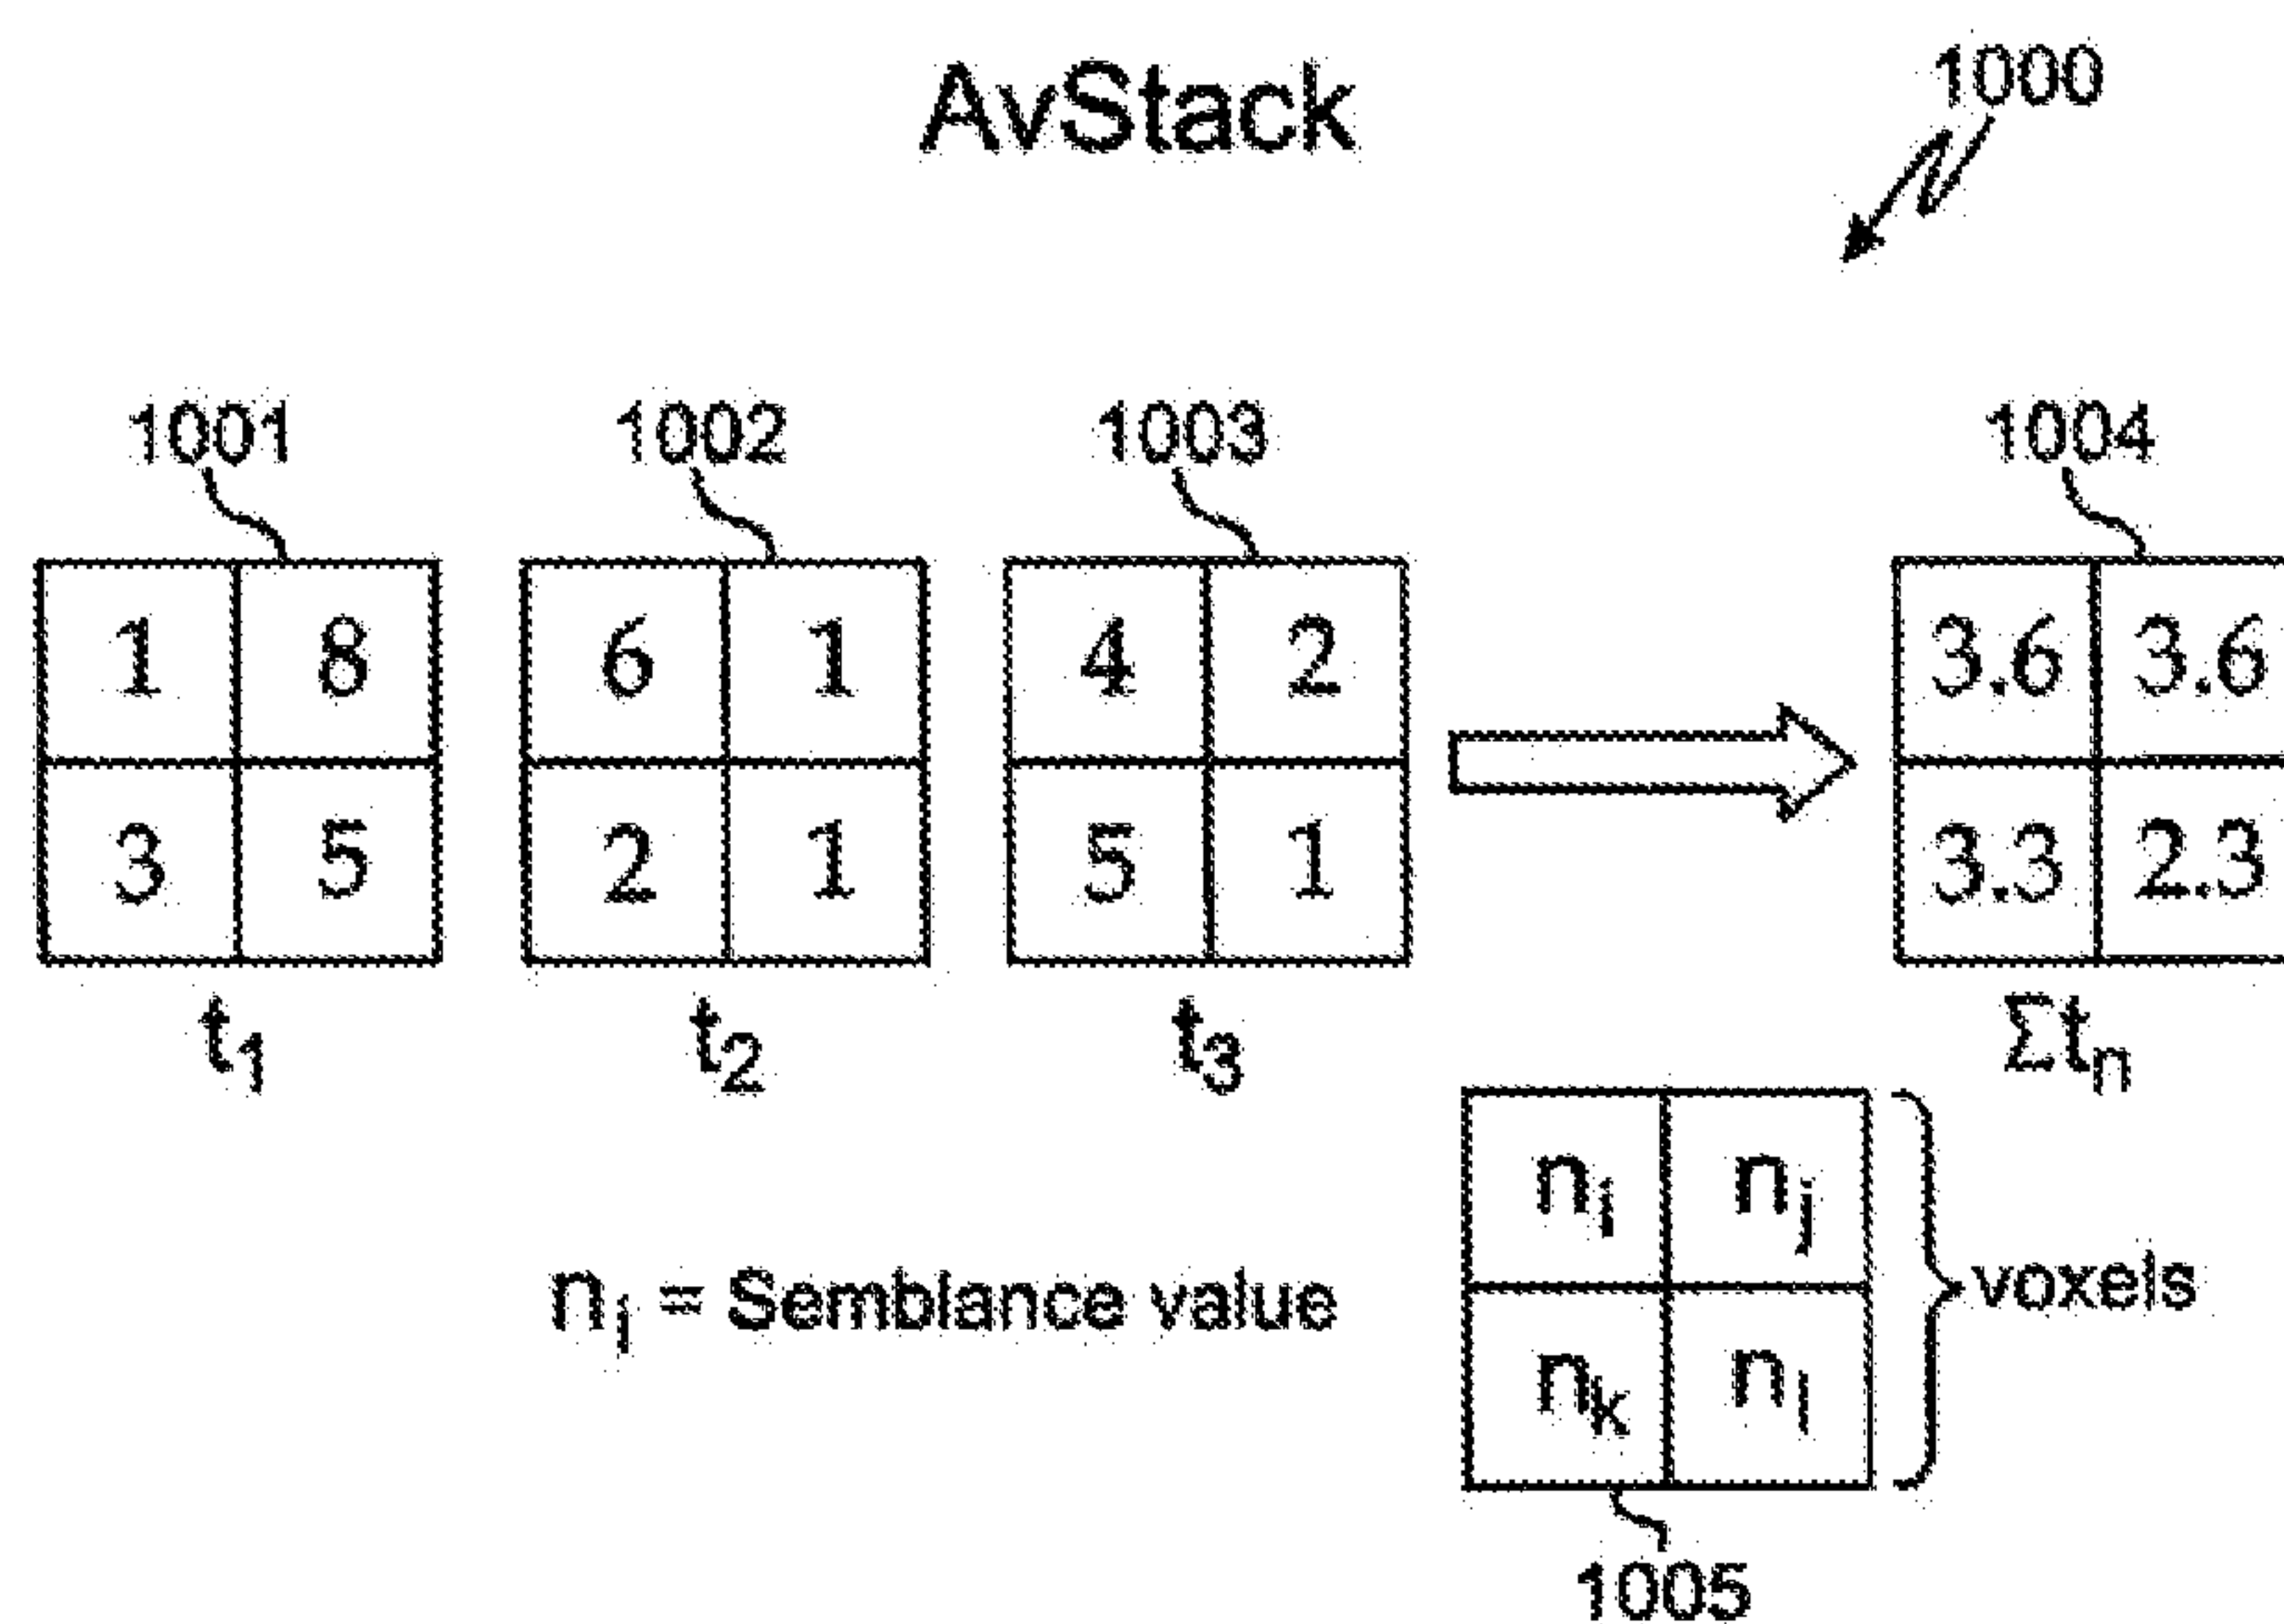 AvStack
1000
1001 1002 1003 1004
1 8 6 1 4 2 3.6 3.6
3 5 2 1 5 1 3.3 2.3
t1 t2 t3 Σtn
ni nj
ni = Semblance value voxels
nk nl
1005